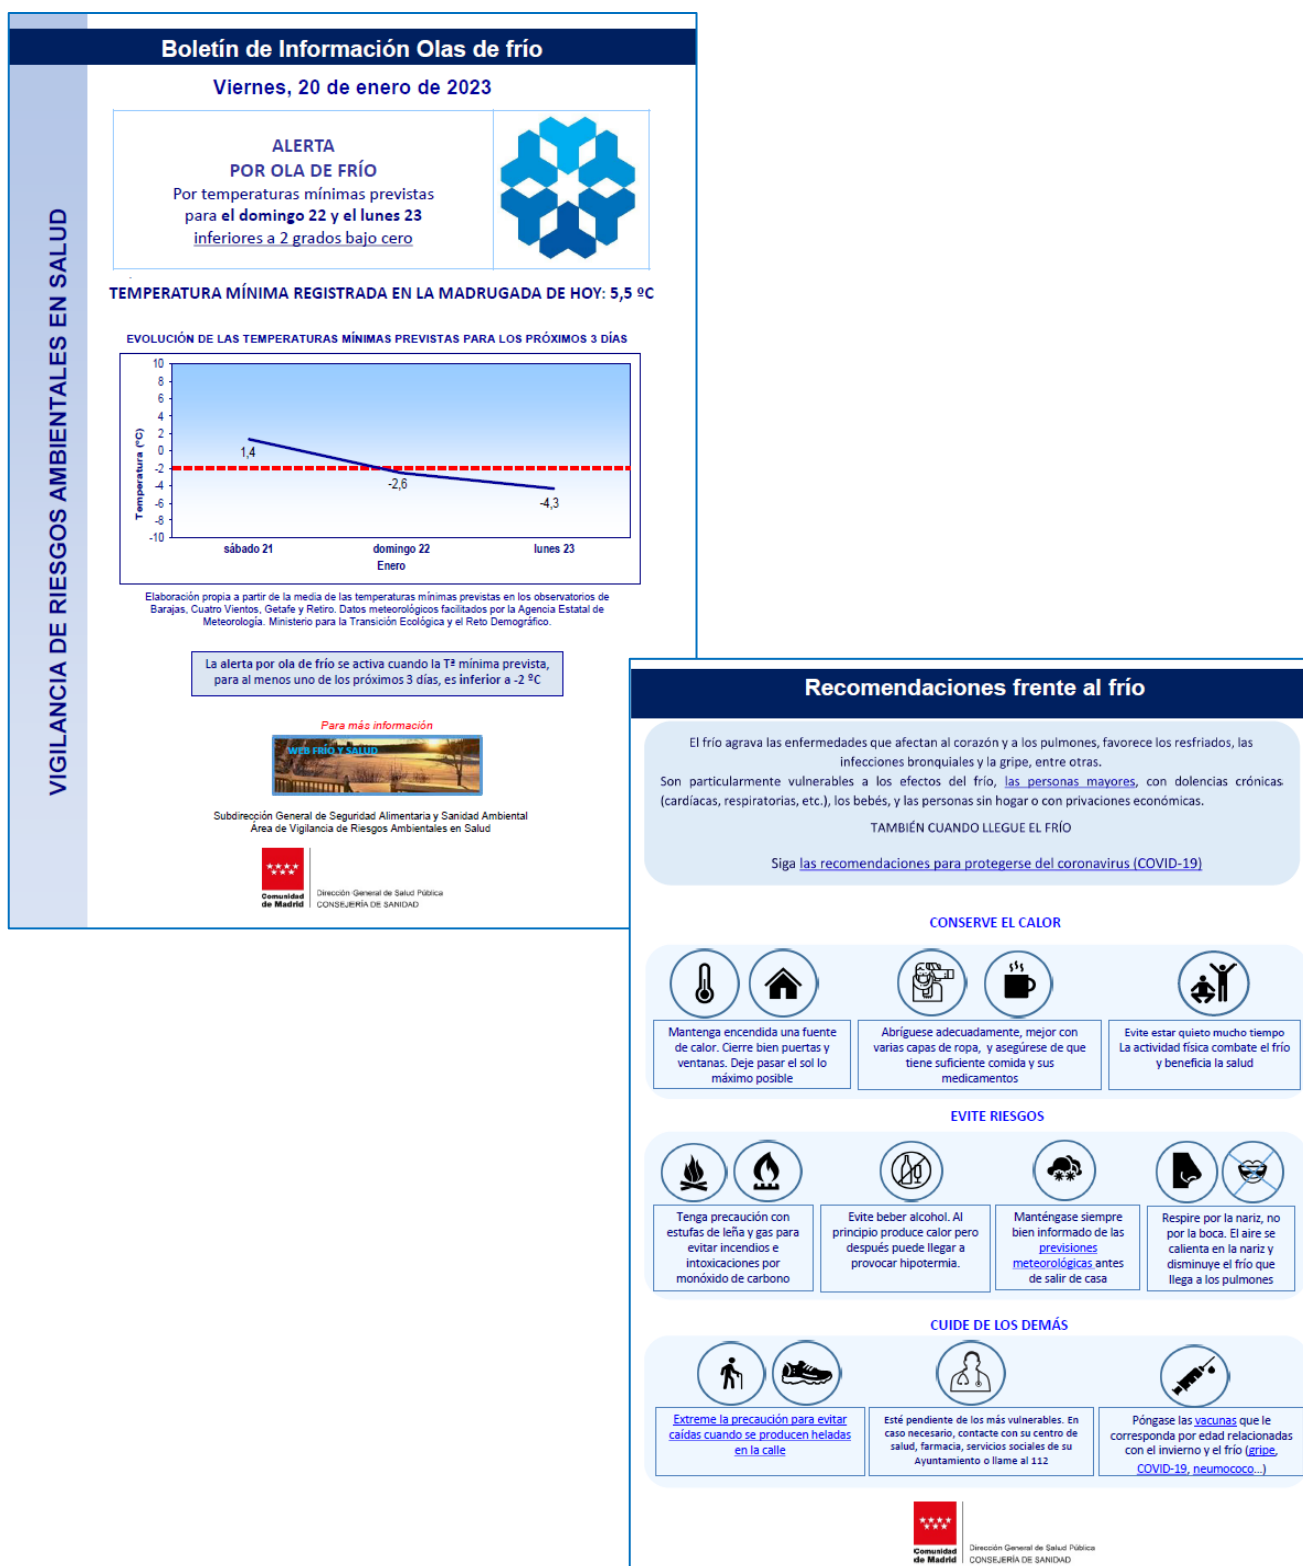 Boletín de Información Olas de frío
Viernes, 20 de enero de 2023
VIGILANCIA DE RIESGOS AMBIENTALES EN SALUD
ALERTA
POR OLA DE FRÍO
Por temperaturas mínimas previstas
para el domingo 22 y el lunes 23
inferiores a 2 grados bajo cero
TEMPERATURA MÍNIMA REGISTRADA EN LA MADRUGADA DE HOY: 5,5 ºC
EVOLUCIÓN DE LAS TEMPERATURAS MÍNIMAS PREVISTAS PARA LOS PRÓXIMOS 3 DÍAS
Temperatura (ºC)
10
8
6
4
2
0
-2
-4
-6
-8
-10
1,4
-2,6
-4,3
sábado 21 domingo 22 lunes 23
Enero
Elaboración propia a partir de la media de las temperaturas mínimas previstas en los observatorios de
Barajas, Cuatro Vientos, Getafe y Retiro. Datos meteorológicos facilitados por la Agencia Estatal de
Meteorología. Ministerio para la Transición Ecológica y el Reto Demográfico.
La alerta por ola de frío se activa cuando la Tª mínima prevista,
para al menos uno de los próximos 3 días, es inferior a -2 ºC
Para más información
WEB FRÍO Y SALUD
Subdirección General de Seguridad Alimentaria y Sanidad Ambiental
Área de Vigilancia de Riesgos Ambientales en Salud
Comunidad
de Madrid
Dirección General de Salud Pública
CONSEJERÍA DE SANIDAD
Recomendaciones frente al frío
El frío agrava las enfermedades que afectan al corazón y a los pulmones, favorece los resfriados, las
infecciones bronquiales y la gripe, entre otras.
Son particularmente vulnerables a los efectos del frío, las personas mayores, con dolencias crónicas
(cardíacas, respiratorias, etc.), los bebés, y las personas sin hogar o con privaciones económicas.
TAMBIÉN CUANDO LLEGUE EL FRÍO
Siga las recomendaciones para protegerse del coronavirus (COVID-19)
CONSERVE EL CALOR
Mantenga encendida una fuente
de calor. Cierre bien puertas y
ventanas. Deje pasar el sol lo
máximo posible
Abríguese adecuadamente, mejor con
varias capas de ropa, y asegúrese de que
tiene suficiente comida y sus
medicamentos
Evite estar quieto mucho tiempo
La actividad física combate el frío
y beneficia la salud
EVITE RIESGOS
Tenga precaución con
estufas de leña y gas para
evitar incendios e
intoxicaciones por
monóxido de carbono
Evite beber alcohol. Al
principio produce calor pero
después puede llegar a
provocar hipotermia.
Manténgase siempre
bien informado de las
previsiones
meteorológicas antes
de salir de casa
Respire por la nariz, no
por la boca. El aire se
calienta en la nariz y
disminuye el frío que
llega a los pulmones
CUIDE DE LOS DEMÁS
Extreme la precaución para evitar
caídas cuando se producen heladas
en la calle
Esté pendiente de los más vulnerables. En
caso necesario, contacte con su centro de
salud, farmacia, servicios sociales de su
Ayuntamiento o llame al 112
Póngase las vacunas que le
corresponda por edad relacionadas
con el invierno y el frío (gripe,
COVID-19, neumococo...)
Comunidad
de Madrid
Dirección General de Salud Pública
CONSEJERÍA DE SANIDAD